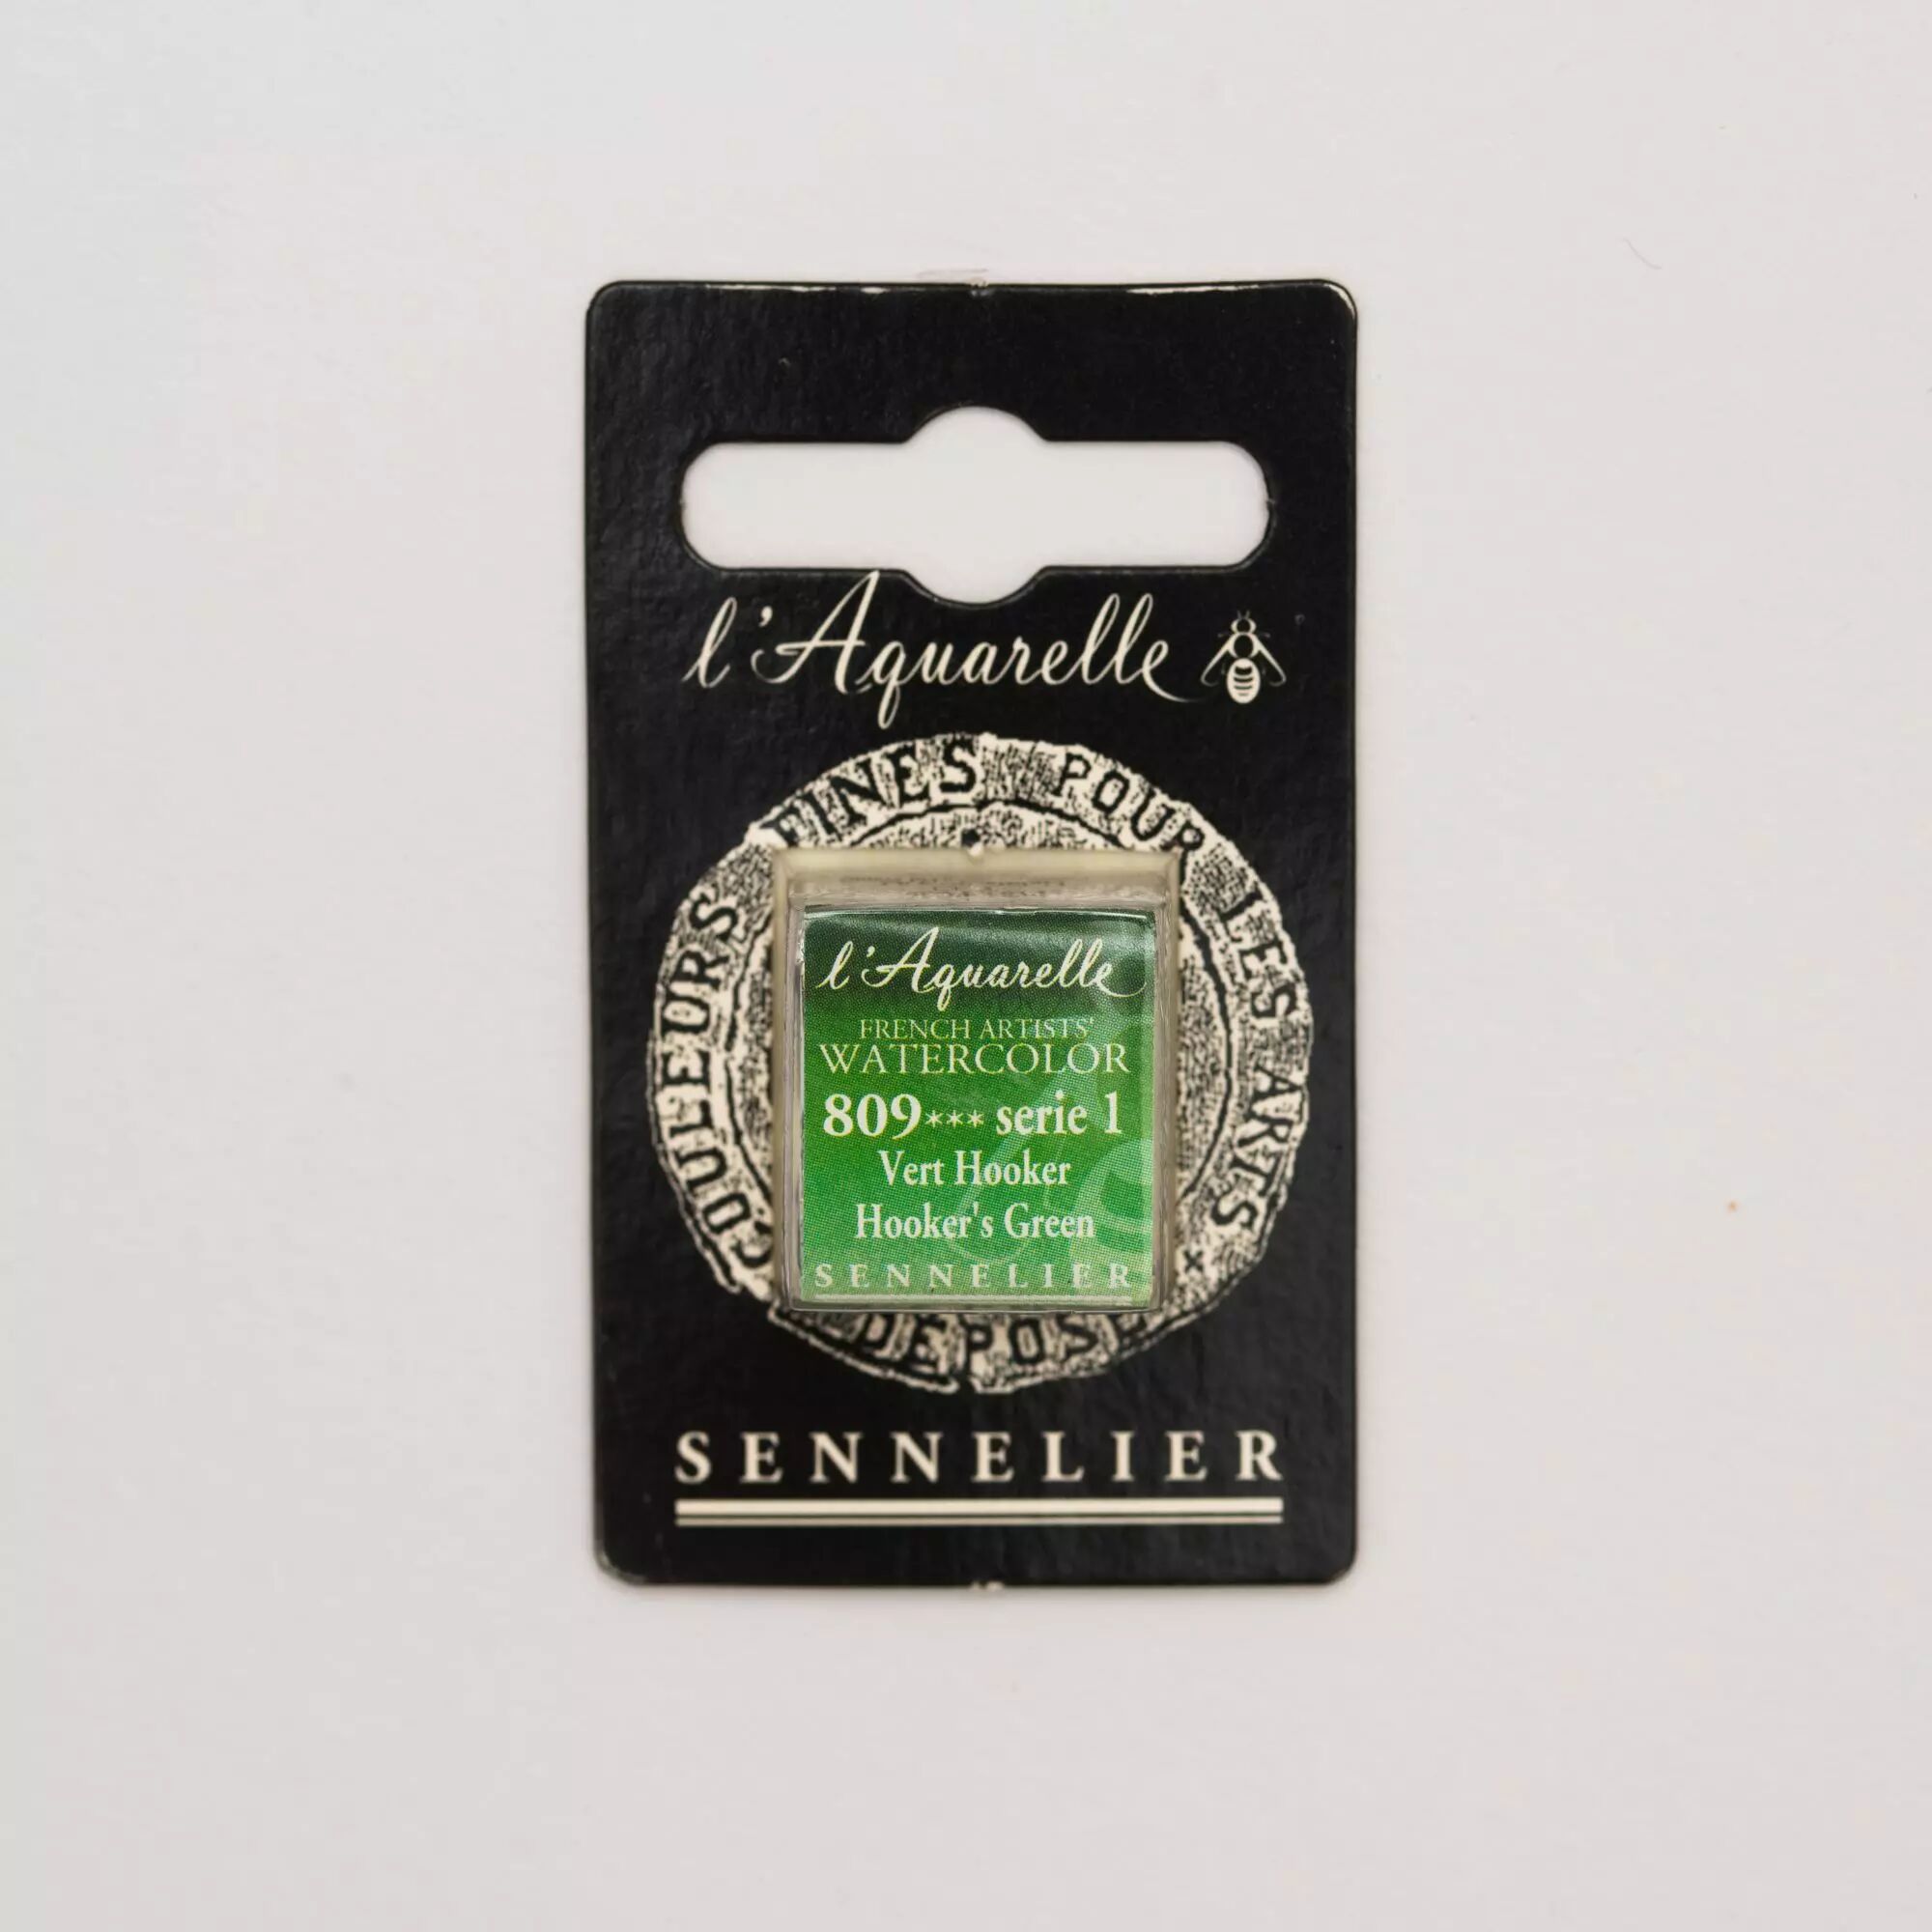 l'Aquarelle
COULEURS FINES POUR LES ARTS
l'Aquarelle
FRENCH ARTISTS'
WATERCOLOR
809*** serie 1
Vert Hooker
Hooker's Green
SENNELIER
DÉPOSÉ
SENNELIER